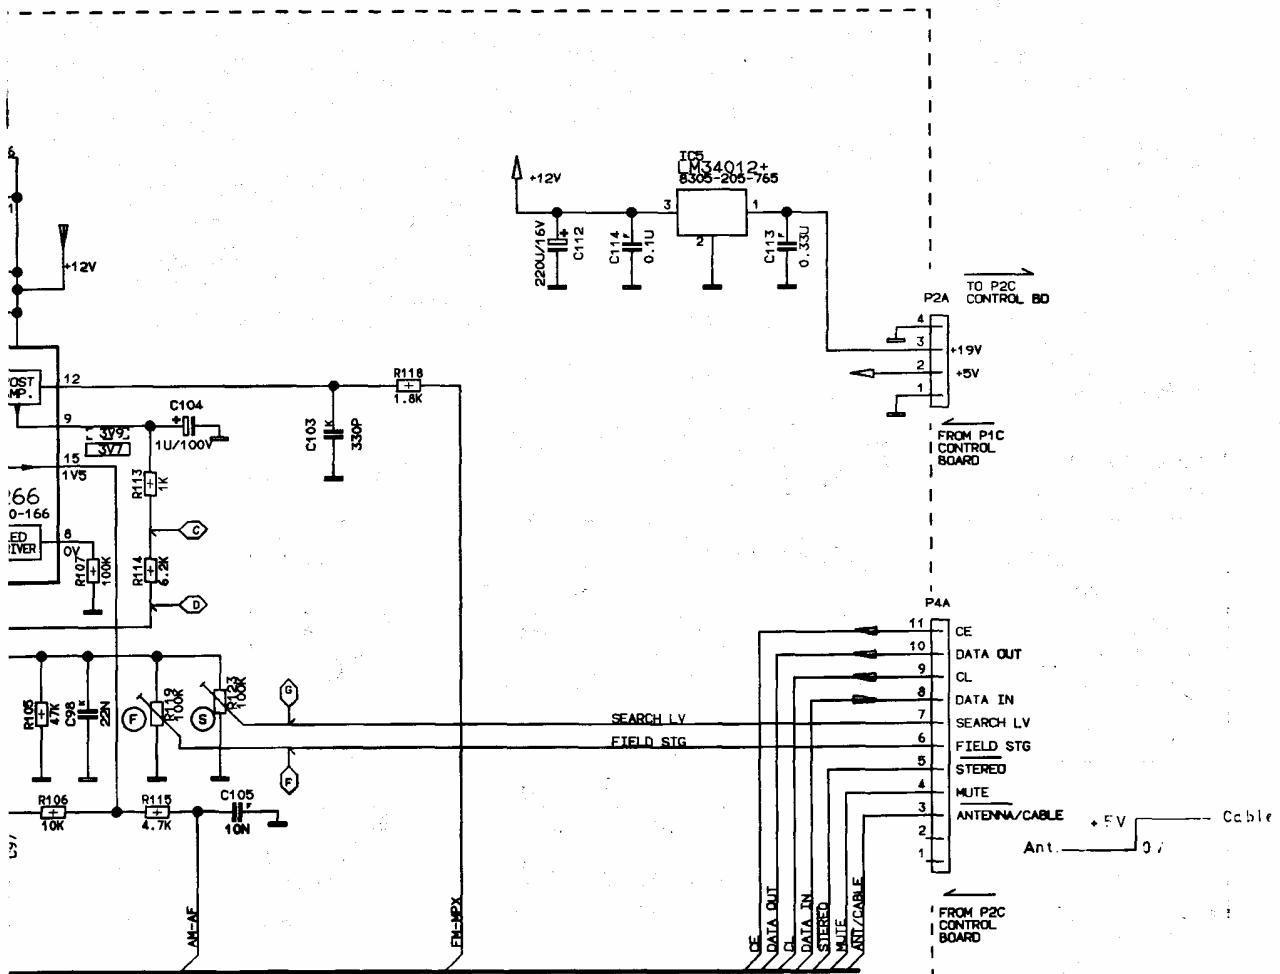 6
1
+12V
+12V
IC5
LM34012+
8305-205-765
3
1
2
220U/16V
C112
C114
0.1U
C113
0.33U
TO P2C
CONTROL BD
P2A
4
3
+19V
2
+5V
1
FROM P1C
CONTROL
BOARD
OST
MP.
12
R118
1.8K
C103
K
330P
9
3V9
3V7
C104
1U/100V
15
1V5
R113
1K
266
0-166
C
ED
RIVER
8
0V
R107
100K
R114
6.2K
D
P4A
11 CE
10 DATA OUT
9 CL
8 DATA IN
7 SEARCH LV
6 FIELD STG
5 STEREO
4 MUTE
3 ANTENNA/CABLE
2
1
+5V
Cable
Ant.
R105
47K
C98
K
22N
F
R119
100K
S
R123
100K
G
SEARCH LV
FIELD STG
F
R106
10K
R115
4.7K
C105
F
10N
C97
AM-AF
FM-MPX
CE
DATA OUT
CL
DATA IN
STEREO
MUTE
ANT/CABLE
FROM P2C
CONTROL
BOARD